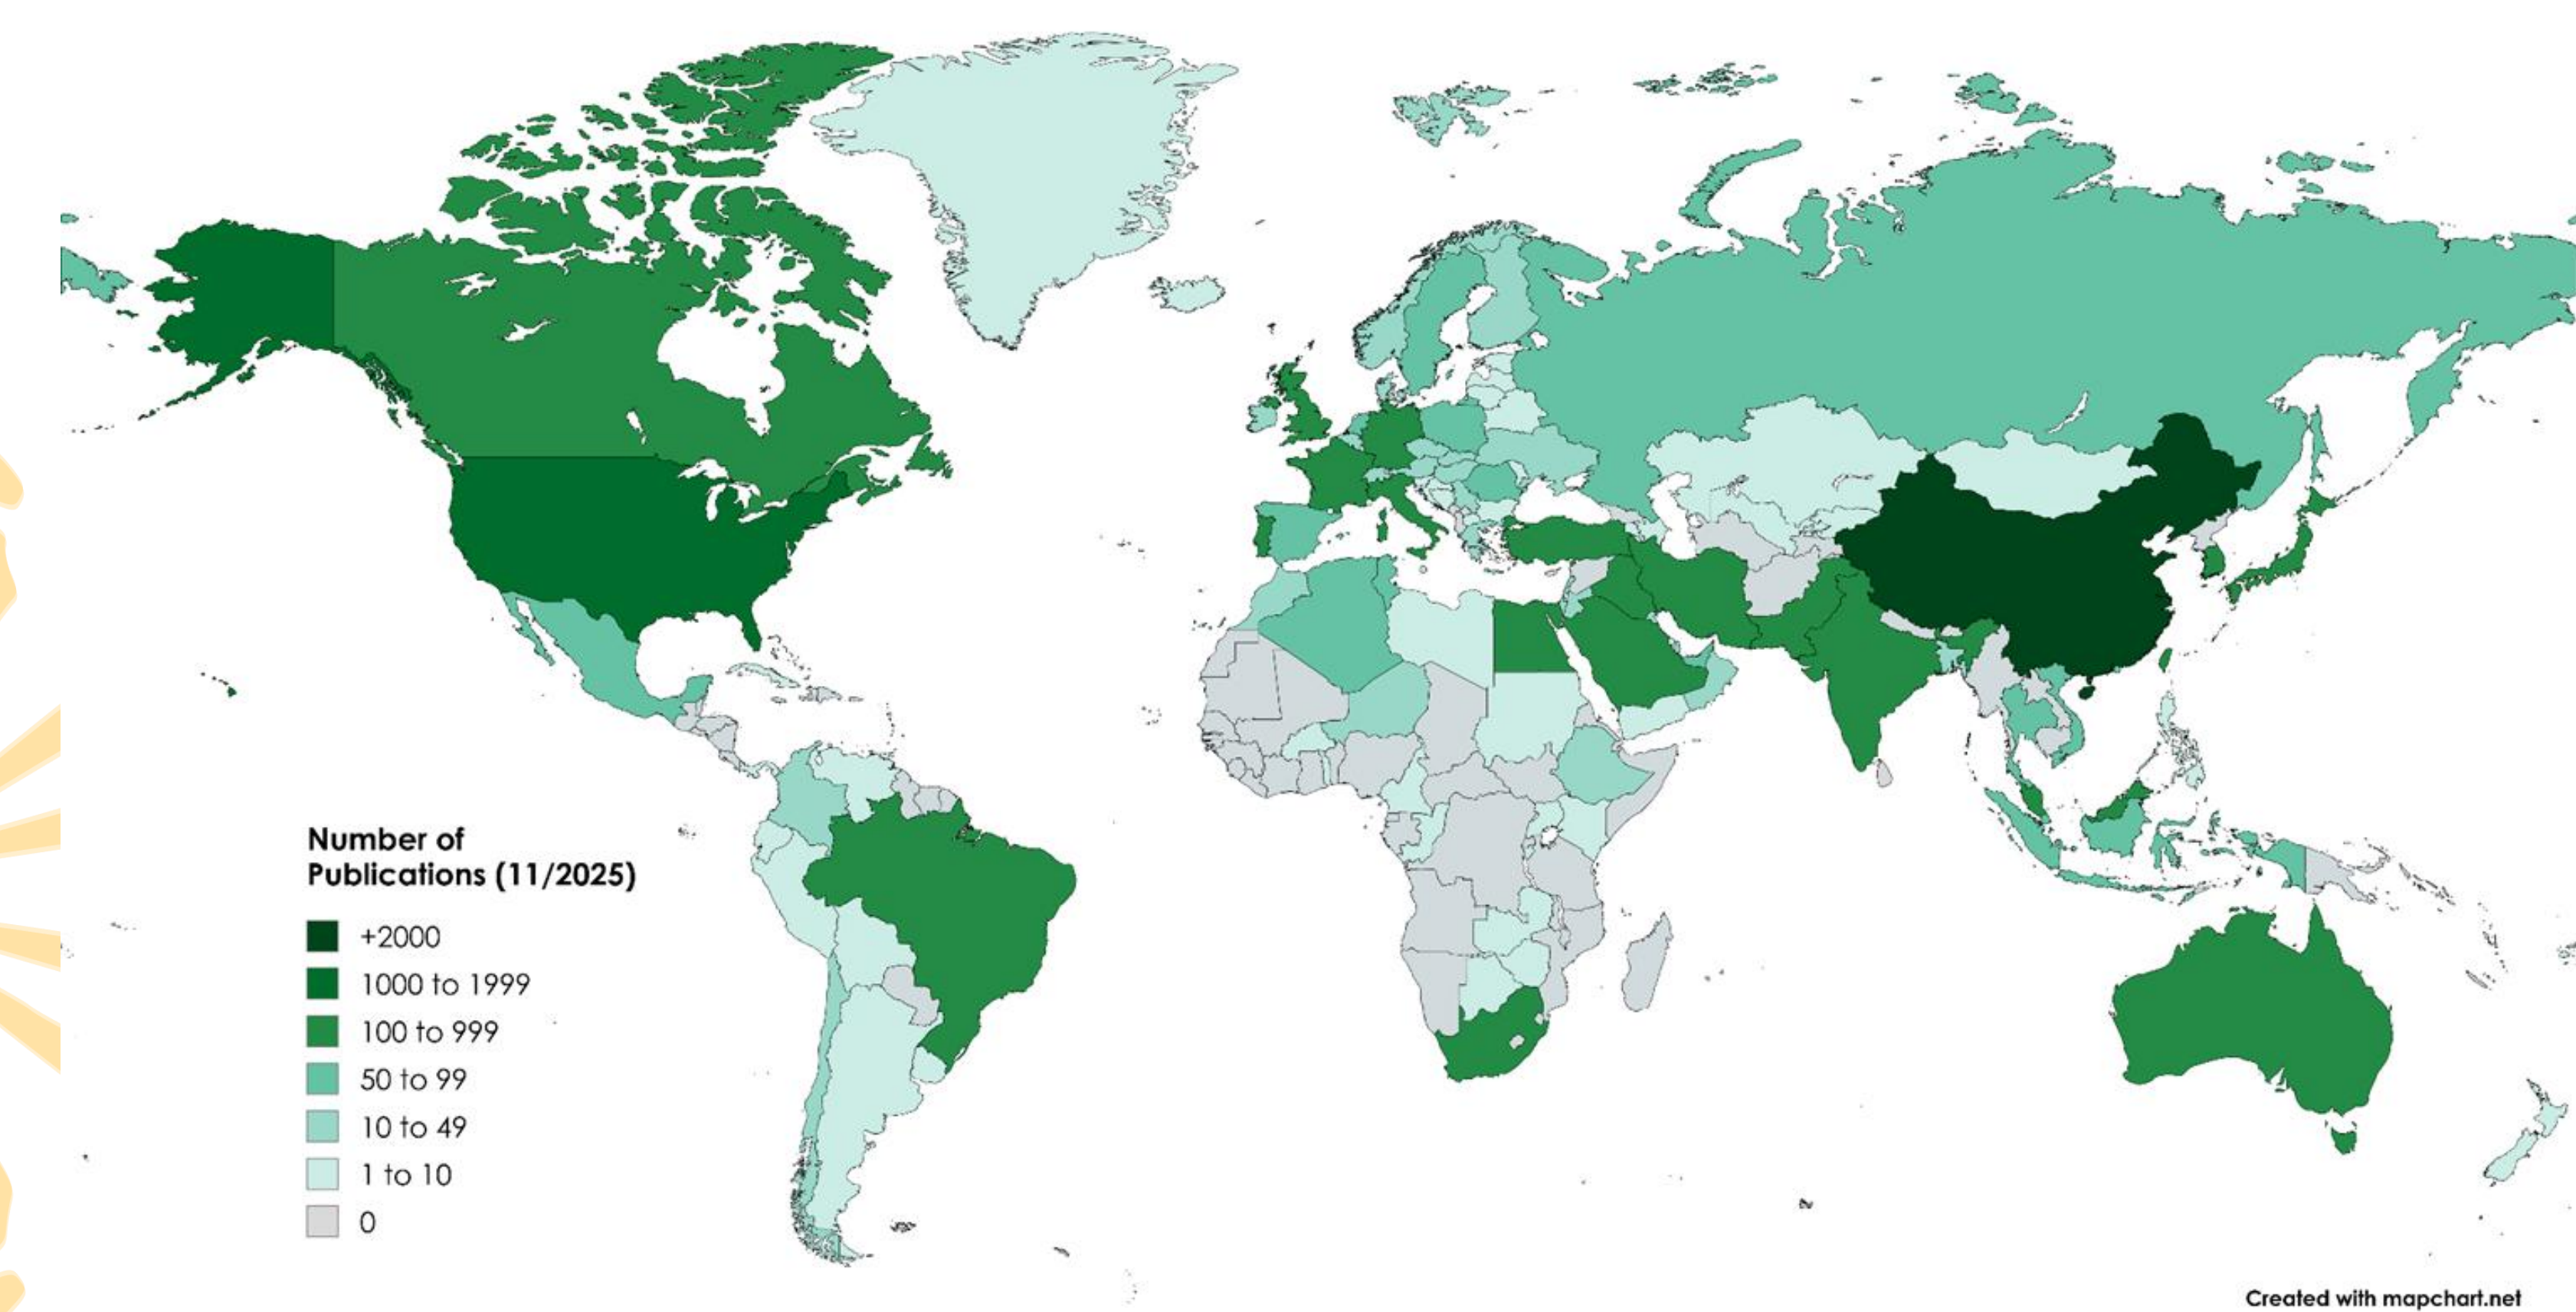 Number of
Publications (11/2025)
+2000
1000 to 1999
100 to 999
50 to 99
10 to 49
1 to 10
0
Created with mapchart.net